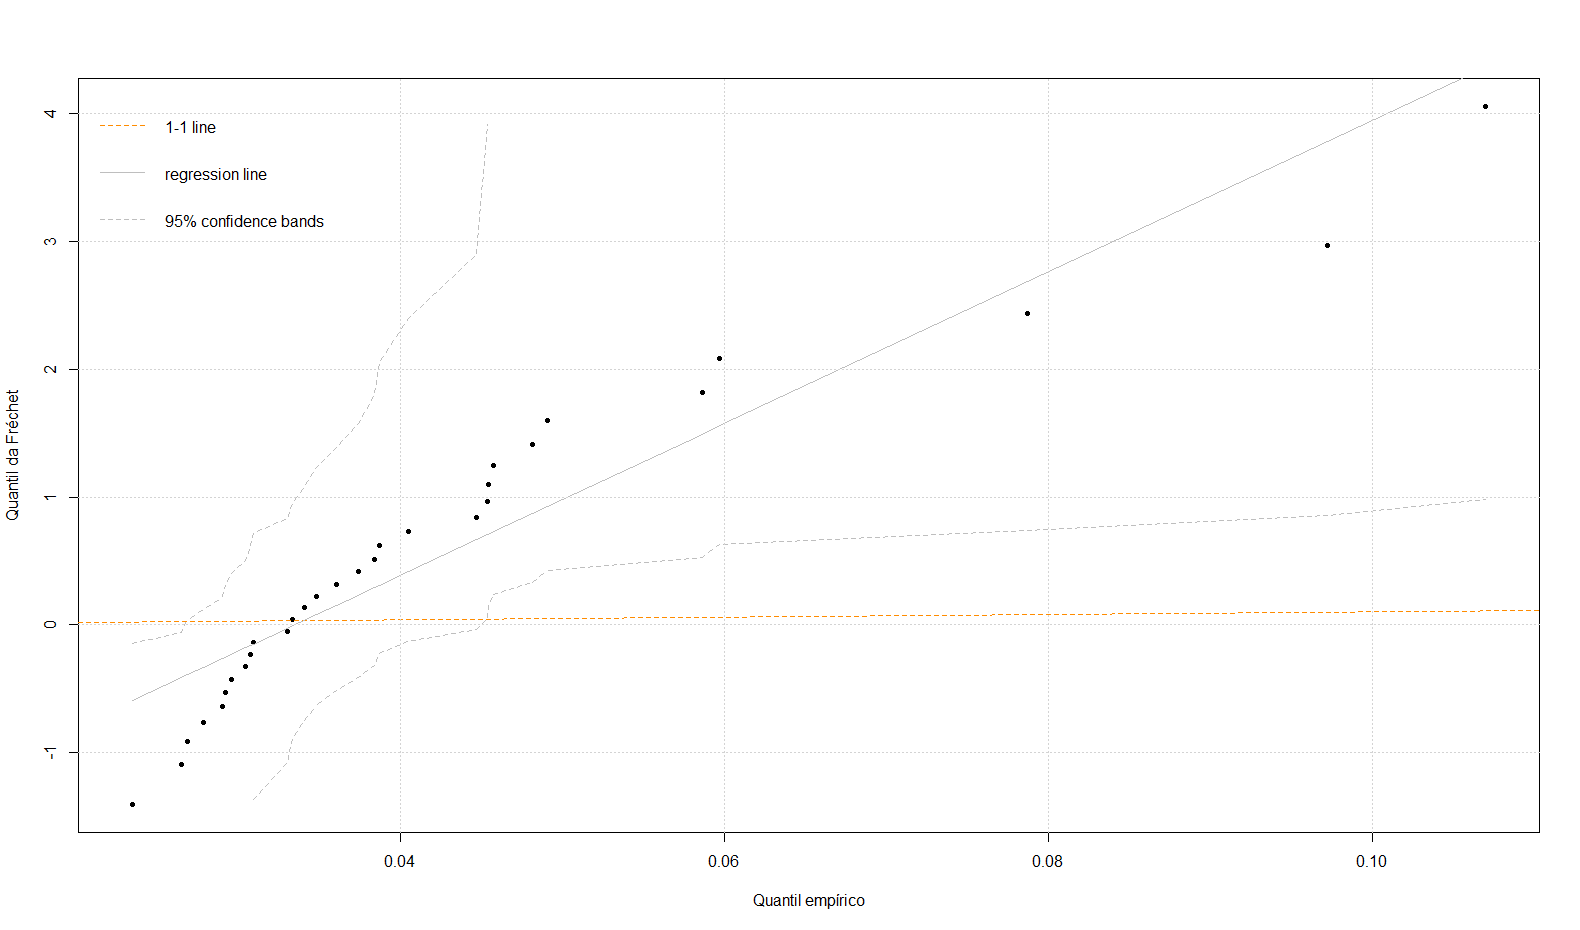 1-1 line
regression line
95% confidence bands
4
3
2
1
0
-1
Quantil da Fréchet
0.04 0.06 0.08 0.10
Quantil empírico